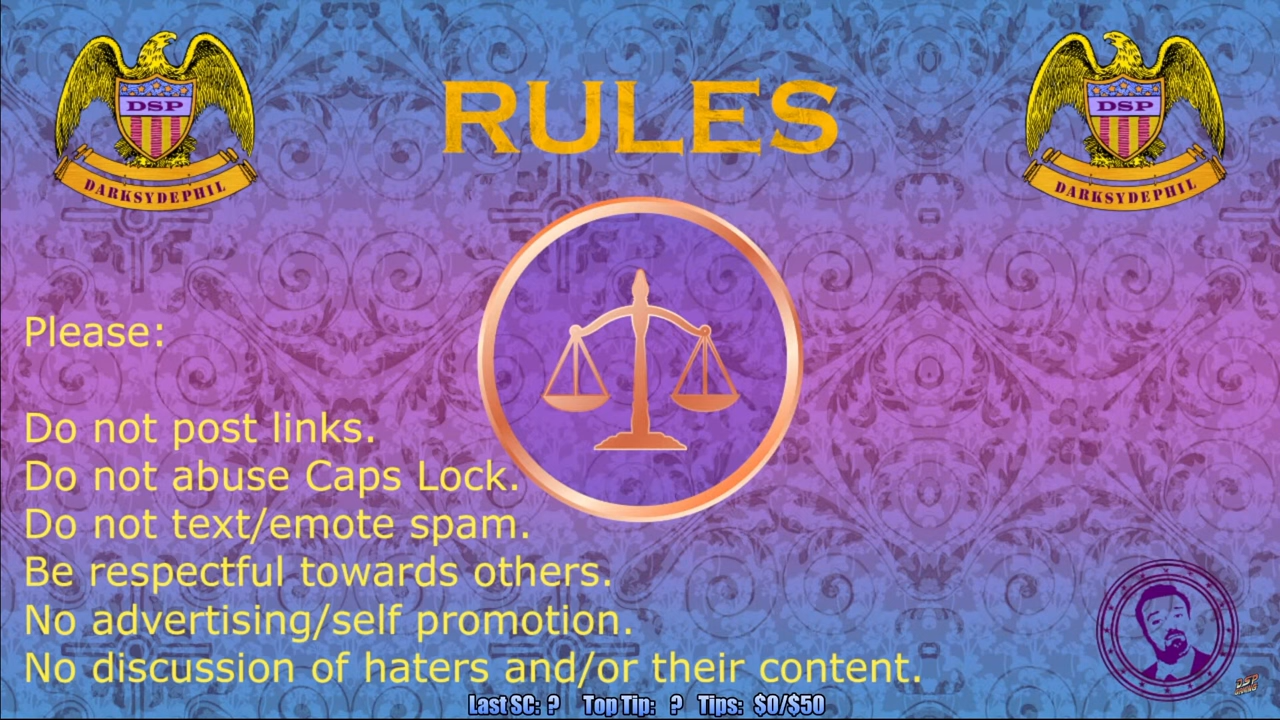 DSP
DARKSYDEPHIL
RULES
DSP
DARKSYDEPHIL
Please:
Do not post links.
Do not abuse Caps Lock.
Do not text/emote spam.
Be respectful towards others.
No advertising/self promotion.
No discussion of haters and/or their content.
DSP
Last SC: ? Top Tip: ? Tips: $0/$50